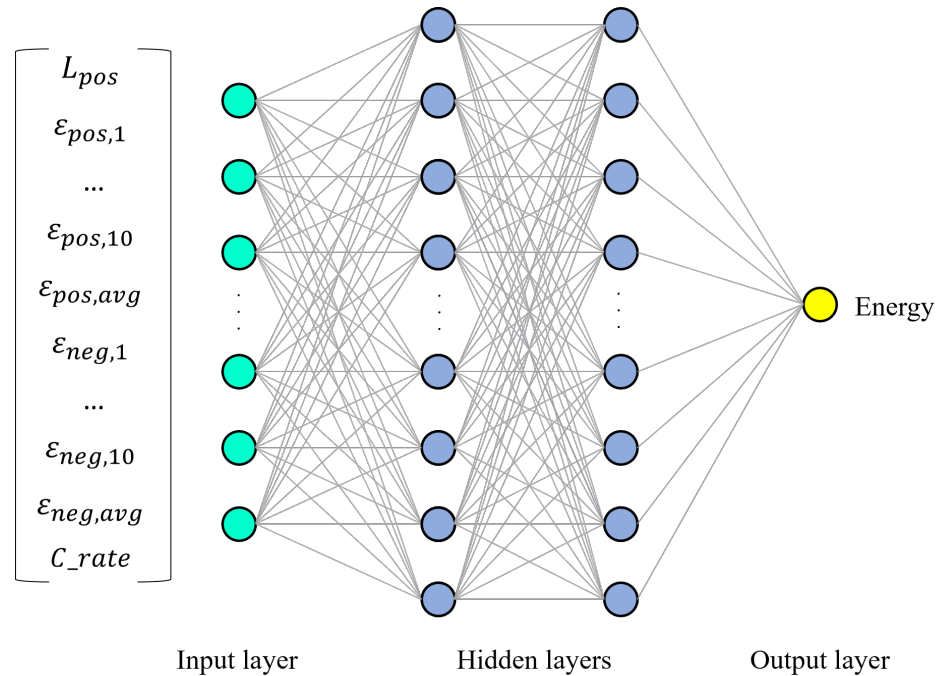 L_pos
ε_pos,1
...
ε_pos,10
ε_pos,avg
ε_neg,1
...
ε_neg,10
ε_neg,avg
C_rate
Energy
Input layer
Hidden layers
Output layer